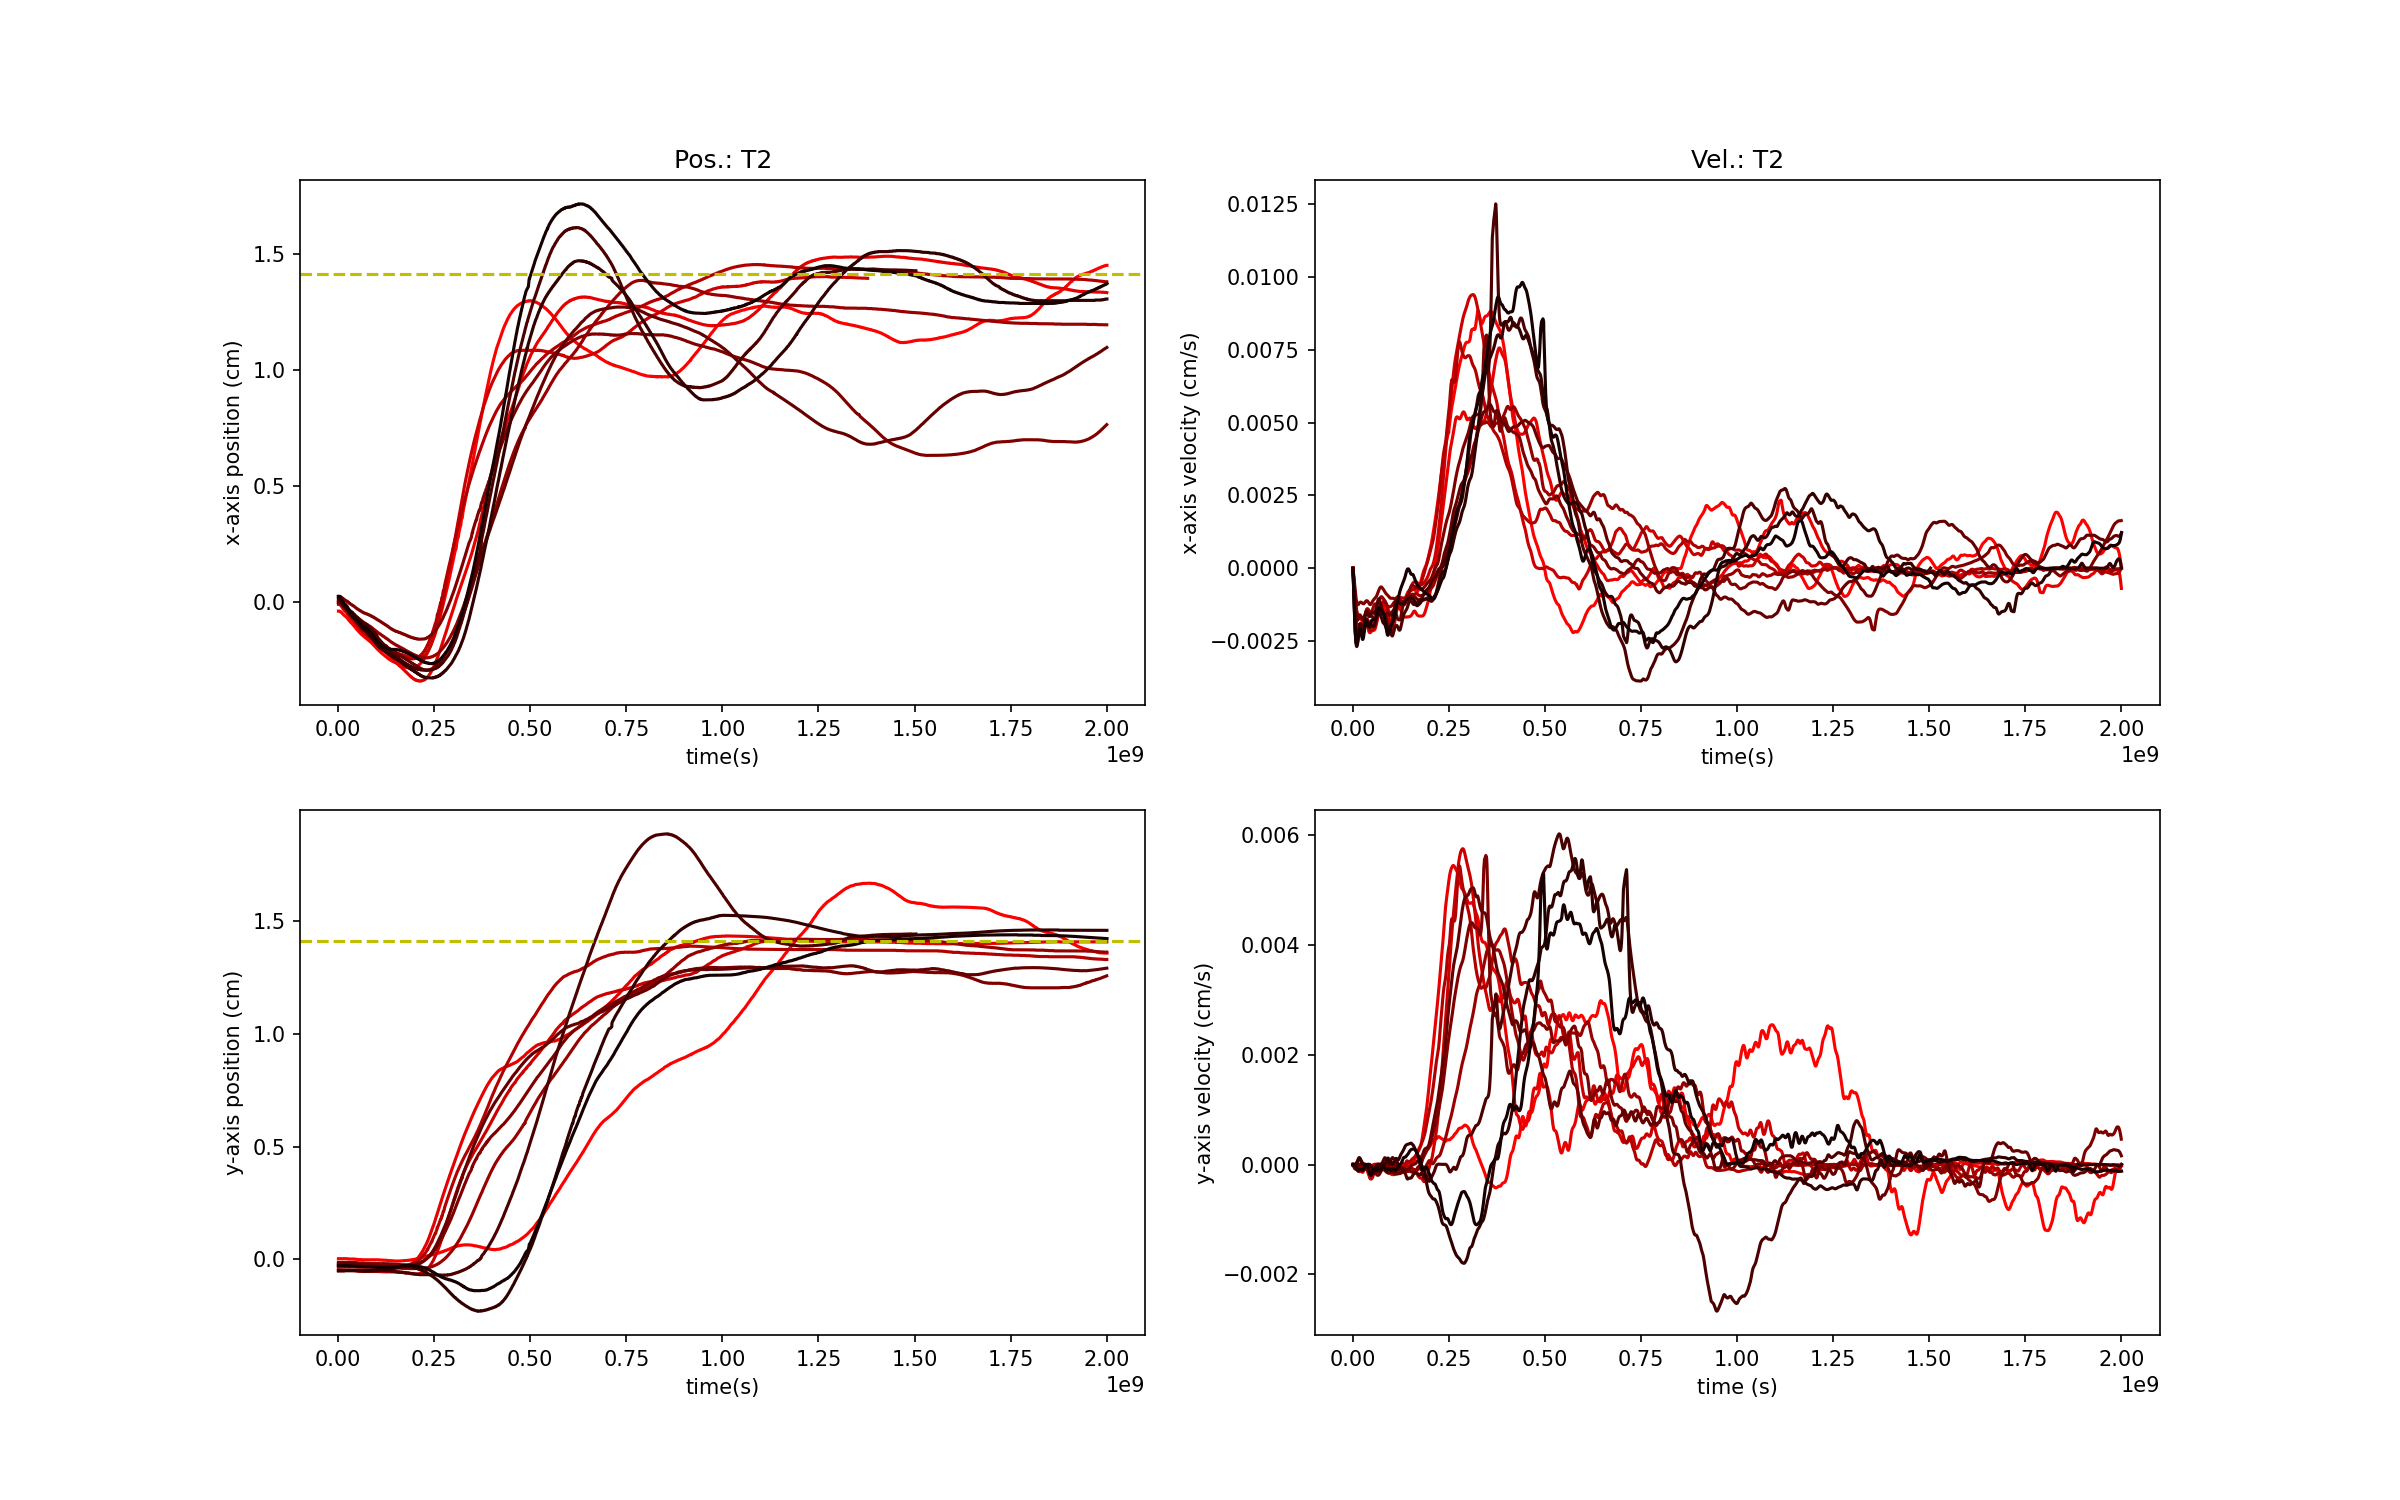 Pos.: T2
x-axis position (cm)
1.5
1.0
0.5
0.0
0.00 0.25 0.50 0.75 1.00 1.25 1.50 1.75 2.00
time(s)
1e9
Vel.: T2
x-axis velocity (cm/s)
0.0125
0.0100
0.0075
0.0050
0.0025
0.0000
−0.0025
0.00 0.25 0.50 0.75 1.00 1.25 1.50 1.75 2.00
time(s)
1e9
y-axis position (cm)
1.5
1.0
0.5
0.0
0.00 0.25 0.50 0.75 1.00 1.25 1.50 1.75 2.00
time(s)
1e9
y-axis velocity (cm/s)
0.006
0.004
0.002
0.000
−0.002
0.00 0.25 0.50 0.75 1.00 1.25 1.50 1.75 2.00
time (s)
1e9